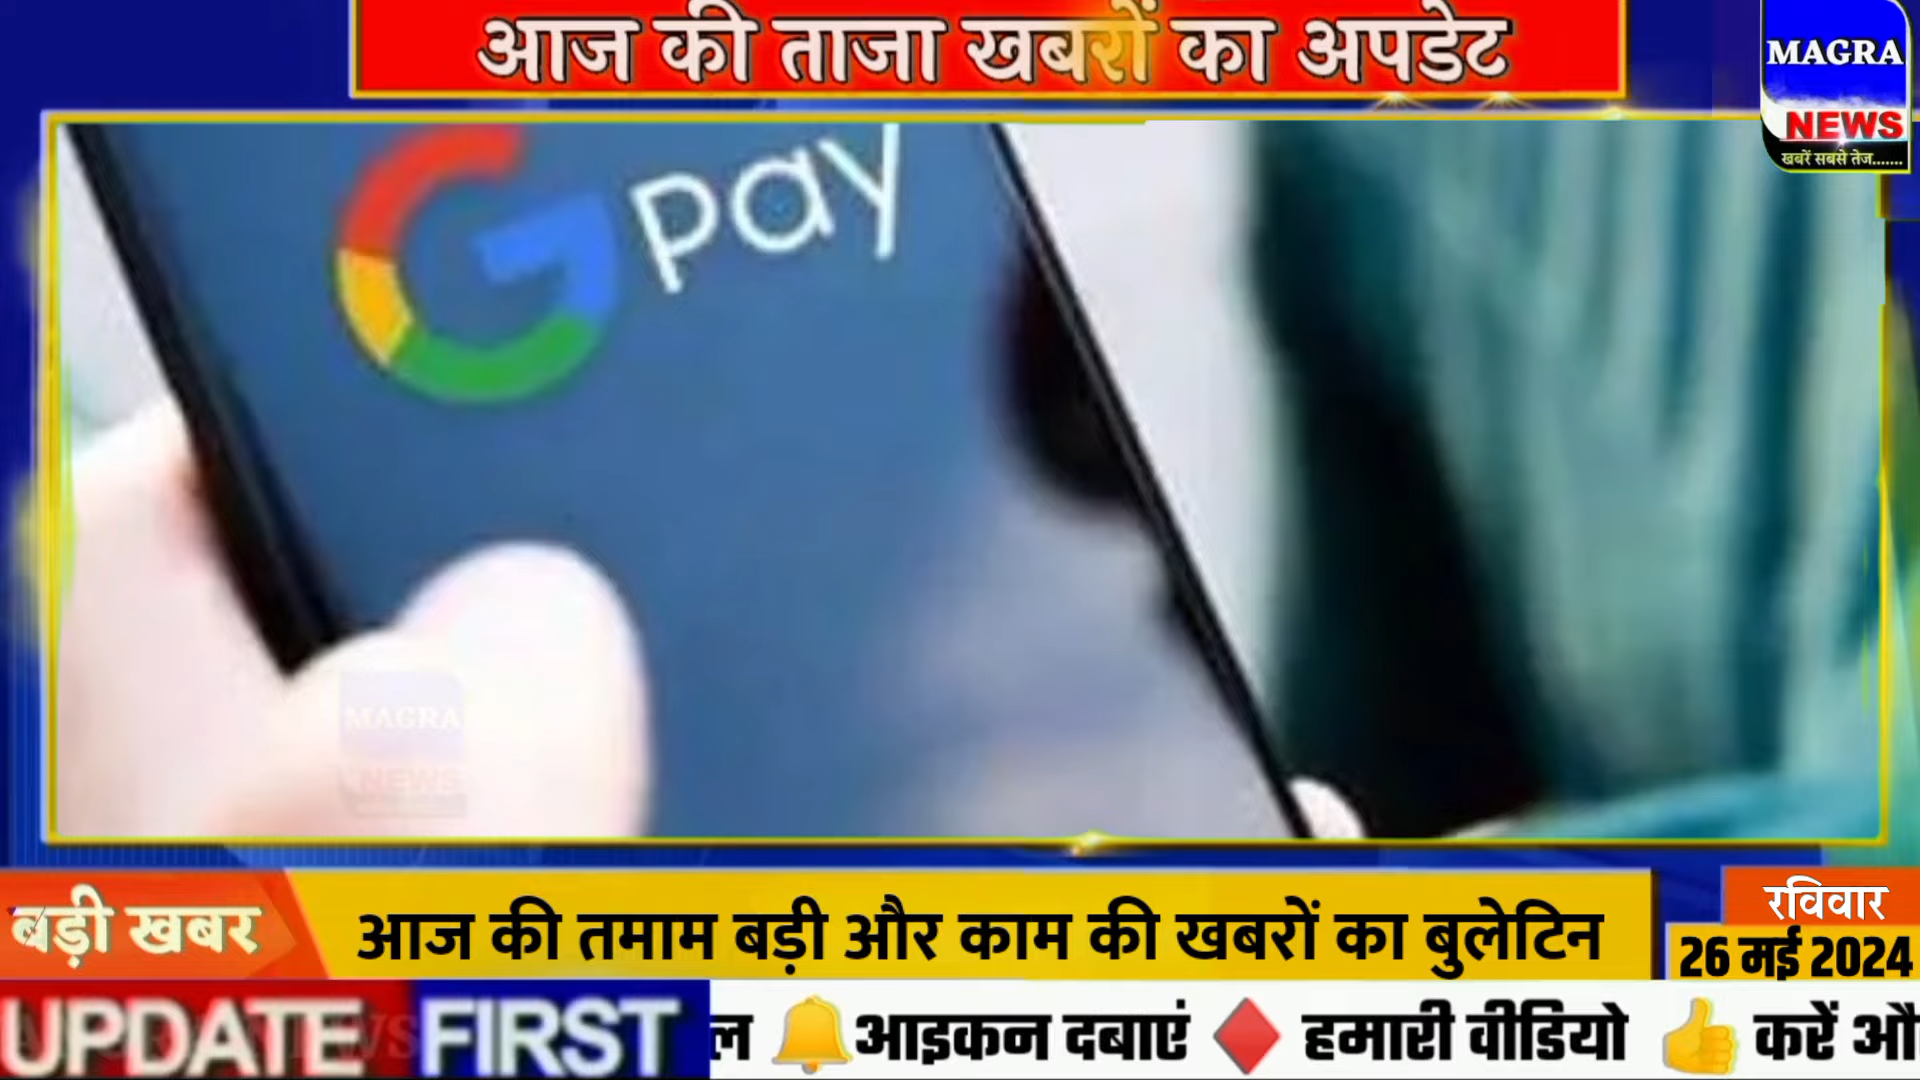 आज की ताजा खबरों का अपडेट
MAGRA
NEWS
खबरें सबसे तेज.......
G Pay
MAGRA
NEWS
बड़ी खबर
आज की तमाम बड़ी और काम की खबरों का बुलेटिन
रविवार
26 मई 2024
UPDATE FIRST
ल 🔔आइकन दबाएं ♦ हमारी वीडियो 👍 करें औ